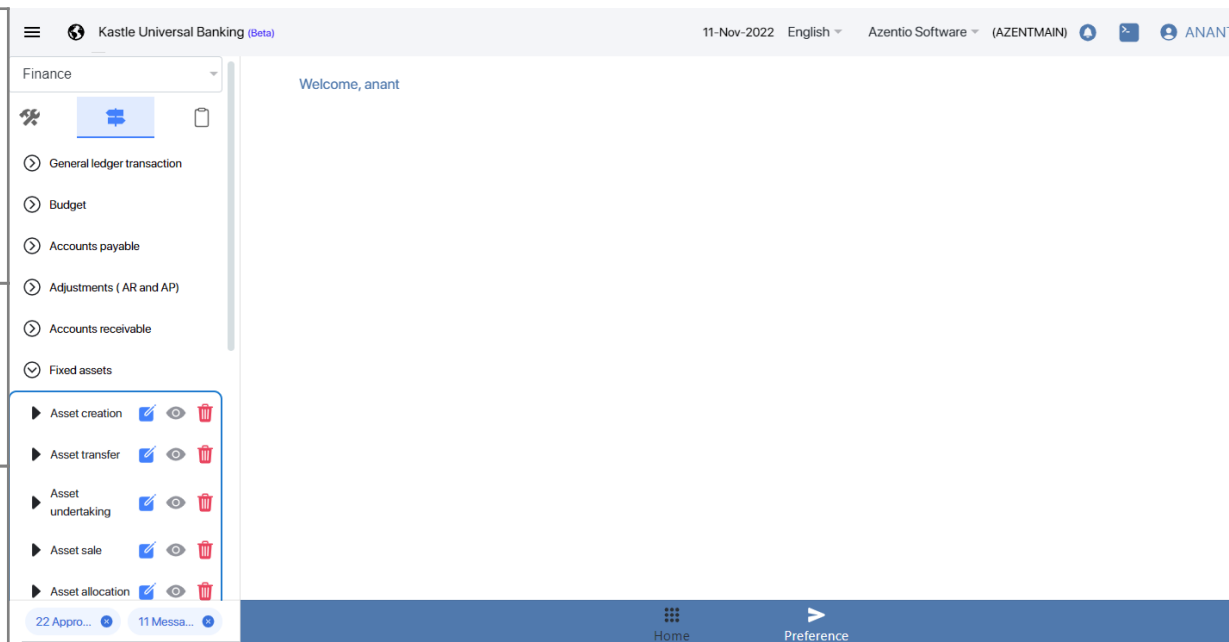 Kastle Universal Banking (Beta)
11-Nov-2022 English Azentio Software (AZENTMAIN) ANANT
Finance
Welcome, anant
General ledger transaction
Budget
Accounts payable
Adjustments ( AR and AP)
Accounts receivable
Fixed assets
Asset creation
Asset transfer
Asset
undertaking
Asset sale
Asset allocation
22 Appro...
11 Messa...
Home
Preference